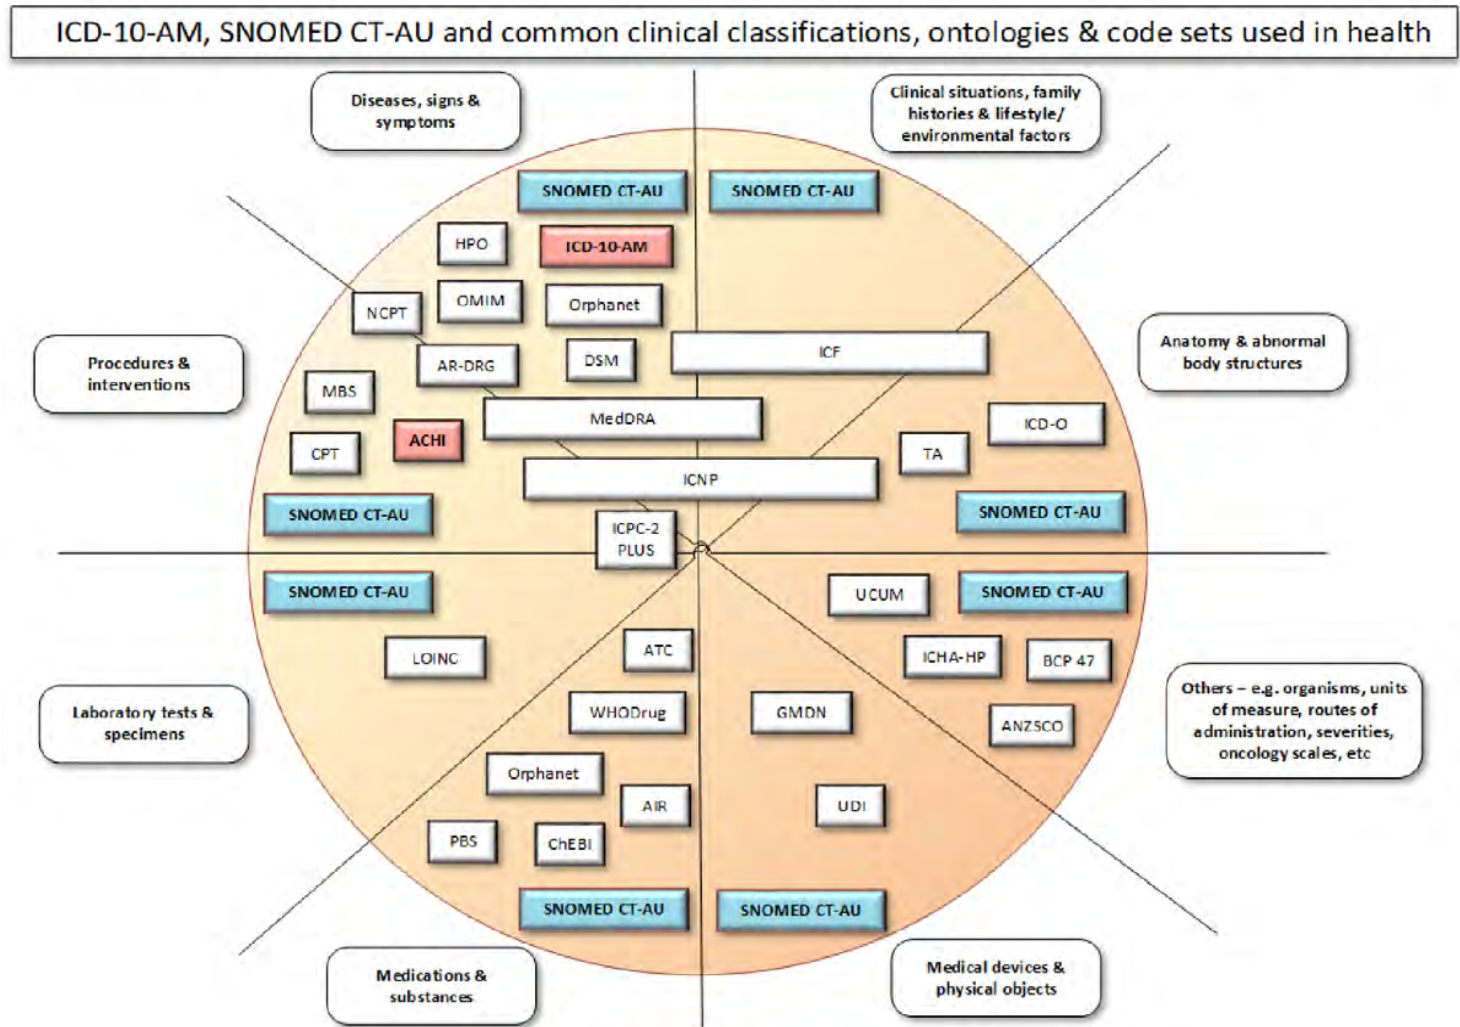 ICD-10-AM, SNOMED CT-AU and common clinical classifications, ontologies & code sets used in health
Diseases, signs &
symptoms
Clinical situations, family
histories & lifestyle/
environmental factors
SNOMED CT-AU
SNOMED CT-AU
HPO
ICD-10-AM
NCPT
OMIM
Orphanet
Procedures &
interventions
AR-DRG
DSM
ICF
Anatomy & abnormal
body structures
MBS
MedDRA
ICD-O
CPT
ACHI
TA
ICNP
SNOMED CT-AU
ICPC-2
PLUS
SNOMED CT-AU
SNOMED CT-AU
UCUM
SNOMED CT-AU
LOINC
ATC
ICHA-HP
BCP 47
Laboratory tests &
specimens
WHODrug
GMDN
ANZSCO
Others – e.g. organisms, units
of measure, routes of
administration, severities,
oncology scales, etc
Orphanet
AIR
UDI
PBS
ChEBI
SNOMED CT-AU
SNOMED CT-AU
Medications &
substances
Medical devices &
physical objects